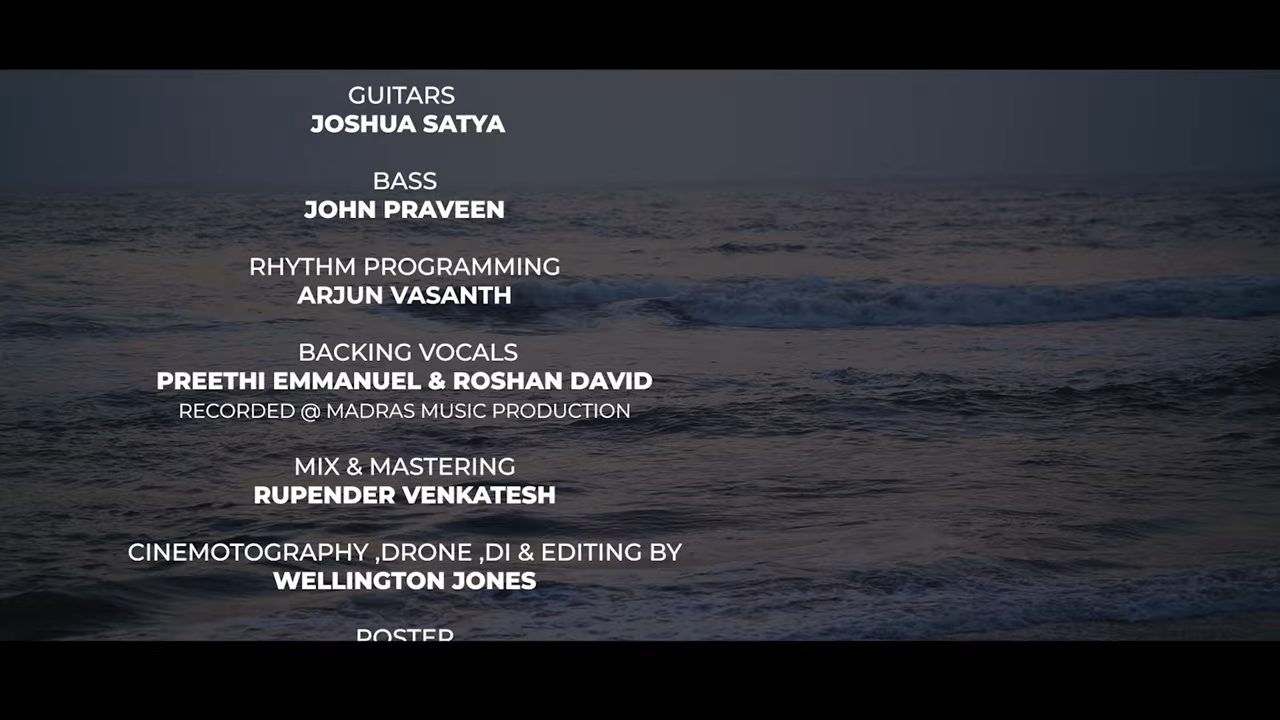 GUITARS
JOSHUA SATYA
BASS
JOHN PRAVEEN
RHYTHM PROGRAMMING
ARJUN VASANTH
BACKING VOCALS
PREETHI EMMANUEL & ROSHAN DAVID
RECORDED @ MADRAS MUSIC PRODUCTION
MIX & MASTERING
RUPENDER VENKATESH
CINEMOTOGRAPHY ,DRONE ,DI & EDITING BY
WELLINGTON JONES
POSTER